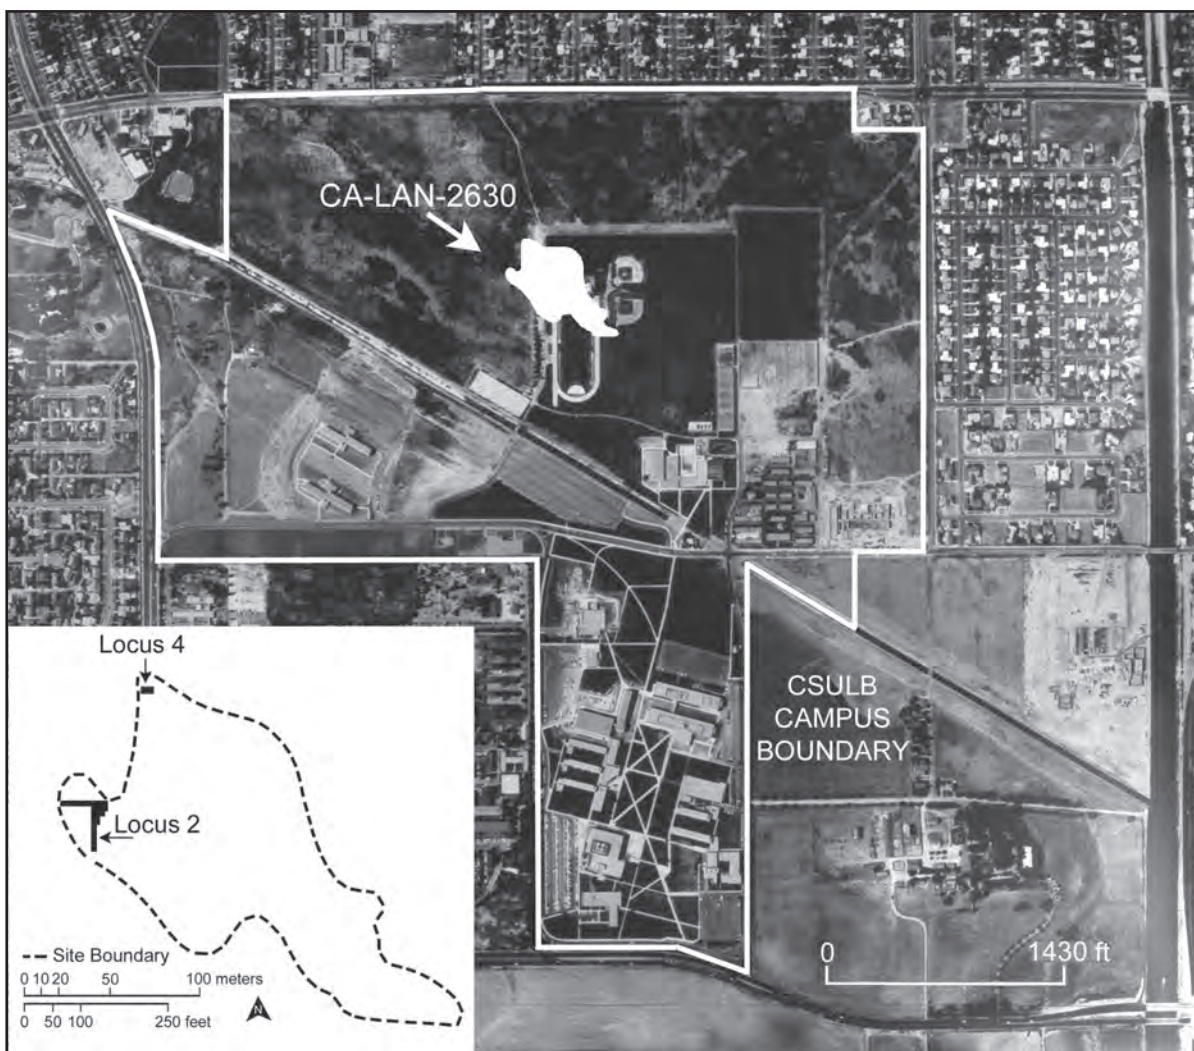 CA-LAN-2630
CSULB
CAMPUS
BOUNDARY
0 1430 ft
Locus 4
Locus 2
Site Boundary
0 10 20 50 100 meters
0 50 100 250 feet
N